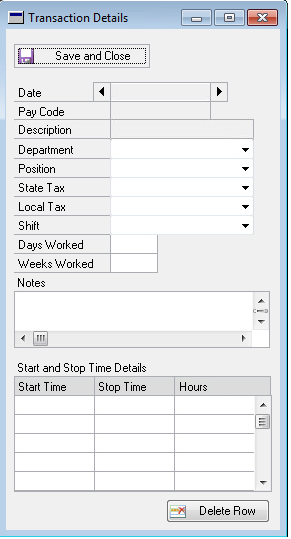 Transaction Details
Save and Close
Date
Pay Code
Description
Department
Position
State Tax
Local Tax
Shift
Days Worked
Weeks Worked
Notes
Start and Stop Time Details
Start Time Stop Time Hours
Delete Row